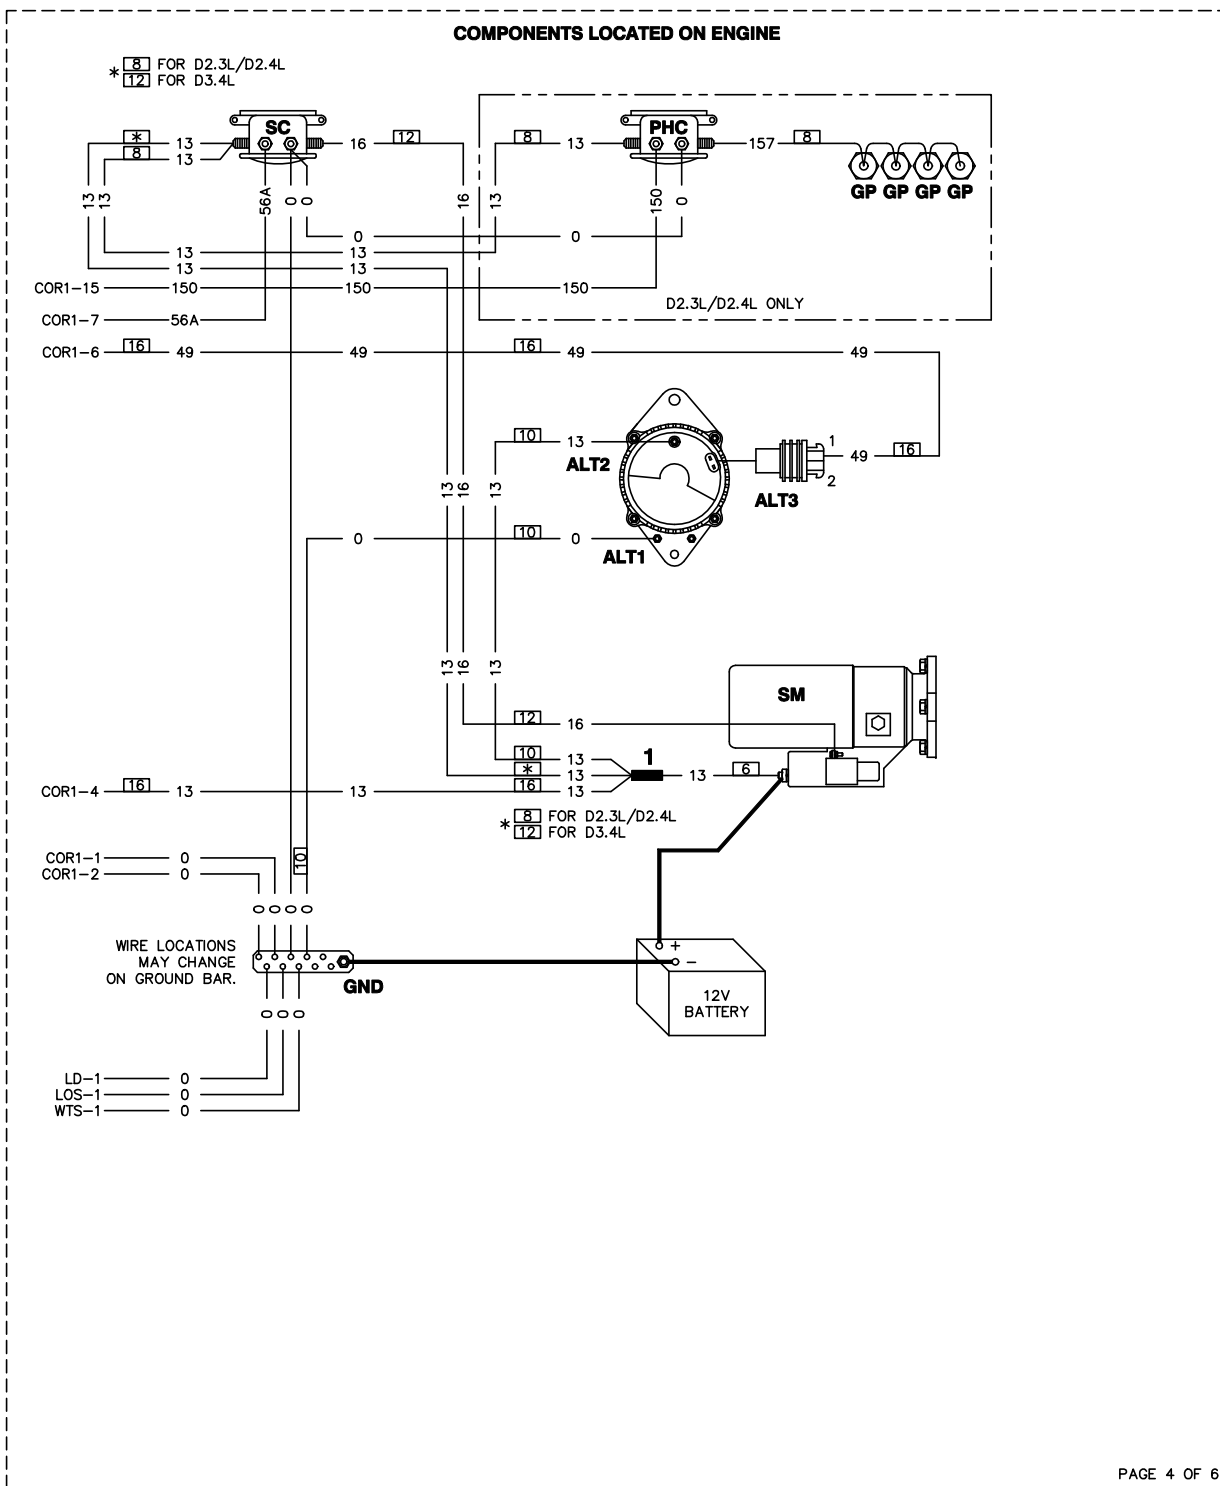 COMPONENTS LOCATED ON ENGINE
* 8 FOR D2.3L/D2.4L
12 FOR D3.4L
SC
PHC
* 13
8 13
16 12
8 13
157 8
GP GP GP GP
13 13
56A 0 0
16 13
150 0
0 0
13 13
13 13
COR1-15 150 150 150
D2.3L/D2.4L ONLY
COR1-7 56A
COR1-6 16 49 49 16 49 49
10 13
ALT2
1
49 16
2
ALT3
13 16 13
0 10 0
ALT1
13 16 13
SM
12 16
10 13
1
* 13
13 6
COR1-4 16 13 13 16 13
* 8 FOR D2.3L/D2.4L
12 FOR D3.4L
COR1-1 0
10
COR1-2 0
0 0 0 0
WIRE LOCATIONS
MAY CHANGE
ON GROUND BAR.
GND
+
-
12V
BATTERY
0 0 0
LD-1 0
LOS-1 0
WTS-1 0
PAGE 4 OF 6